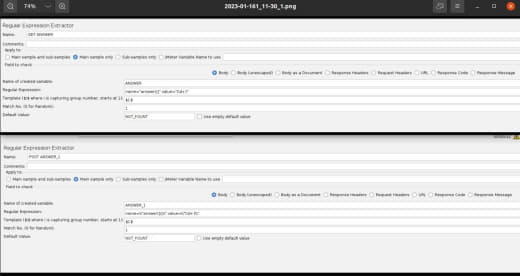 74%
2023-01-161_11-30_1.png
Regular Expression Extractor
Name: GET ANSWER
Comments:
Apply to:
Main sample and sub-samples Main sample only Sub-samples only JMeter Variable Name to use
Field to check
Body Body (unescaped) Body as a Document Response Headers Request Headers URL Response Code Response Message
Name of created variable: ANSWER
Regular Expression:
Template ($i$ where i is capturing group number, starts at 1): $1$
Match No. (0 for Random): 1
Default Value: NOT_FOUNT Use empty default value
Regular Expression Extractor
Name: POST ANSWER_1
Comments:
Apply to:
Main sample and sub-samples Main sample only Sub-samples only JMeter Variable Name to use
Field to check
Body Body (unescaped) Body as a Document Response Headers Request Headers URL Response Code Response Message
Name of created variable: ANSWER_1
Regular Expression:
Template ($i$ where i is capturing group number, starts at 1): $1$
Match No. (0 for Random): 1
Default Value: NOT_FOUNT Use empty default value